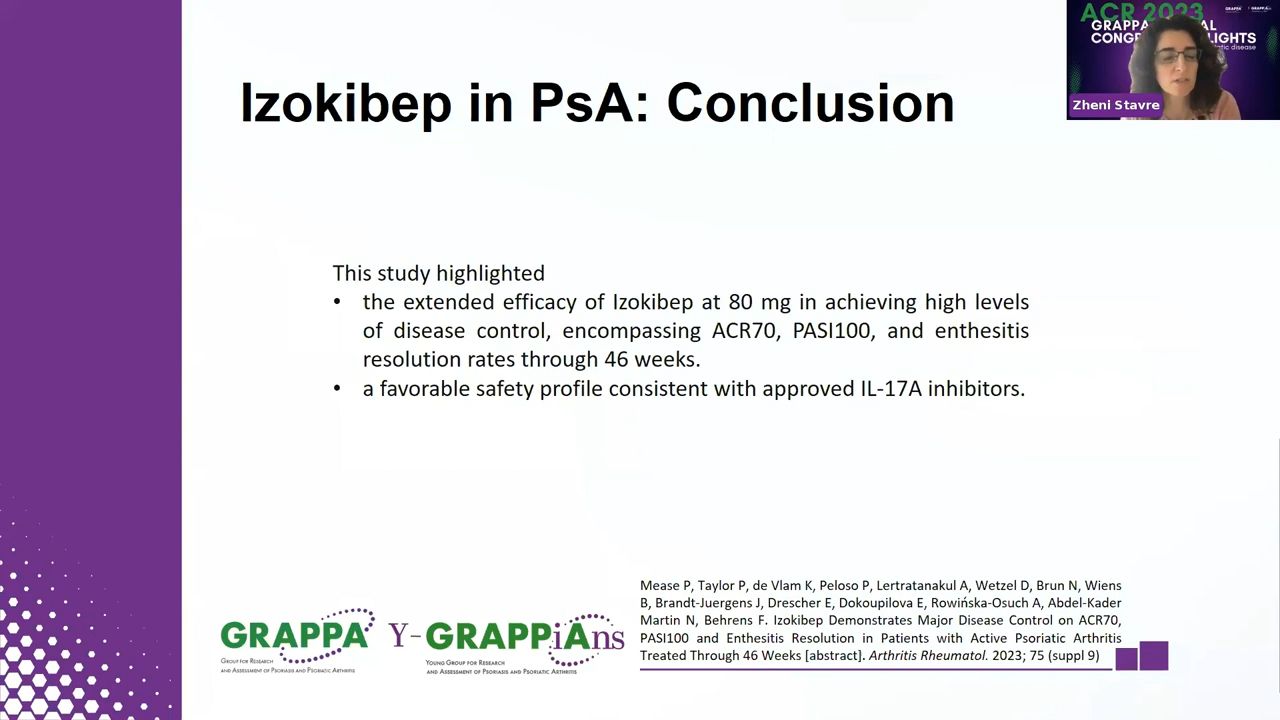 Izokibep in PsA: Conclusion
ACR 2023
GRAPPA
CONGR
LIGHTS
Zheni Stavre
This study highlighted
• the extended efficacy of Izokibep at 80 mg in achieving high levels
of disease control, encompassing ACR70, PASI100, and enthesitis
resolution rates through 46 weeks.
• a favorable safety profile consistent with approved IL-17A inhibitors.
Mease P, Taylor P, de Vlam K, Peloso P, Lertratanakul A, Wetzel D, Brun N, Wiens
B, Brandt-Juergens J, Drescher E, Dokoupilova E, Rowińska-Osuch A, Abdel-Kader
Martin N, Behrens F. Izokibep Demonstrates Major Disease Control on ACR70,
PASI100 and Enthesitis Resolution in Patients with Active Psoriatic Arthritis
Treated Through 46 Weeks [abstract]. Arthritis Rheumatol. 2023; 75 (suppl 9)
GRAPPA
Group for Research
and Assessment of Psoriasis and Psoriatic Arthritis
Y-GRAPPiAns
Young Group for Research
and Assessment of Psoriasis and Psoriatic Arthritis